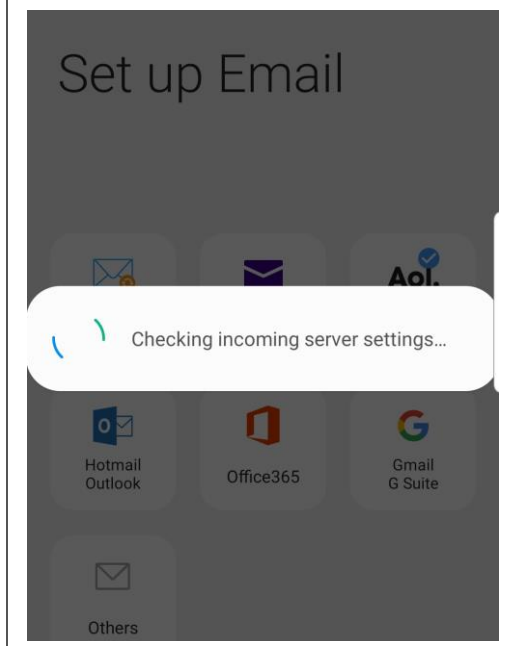 Set up Email
Aol.
Checking incoming server settings...
Hotmail
Outlook
Office365
Gmail
G Suite
Others